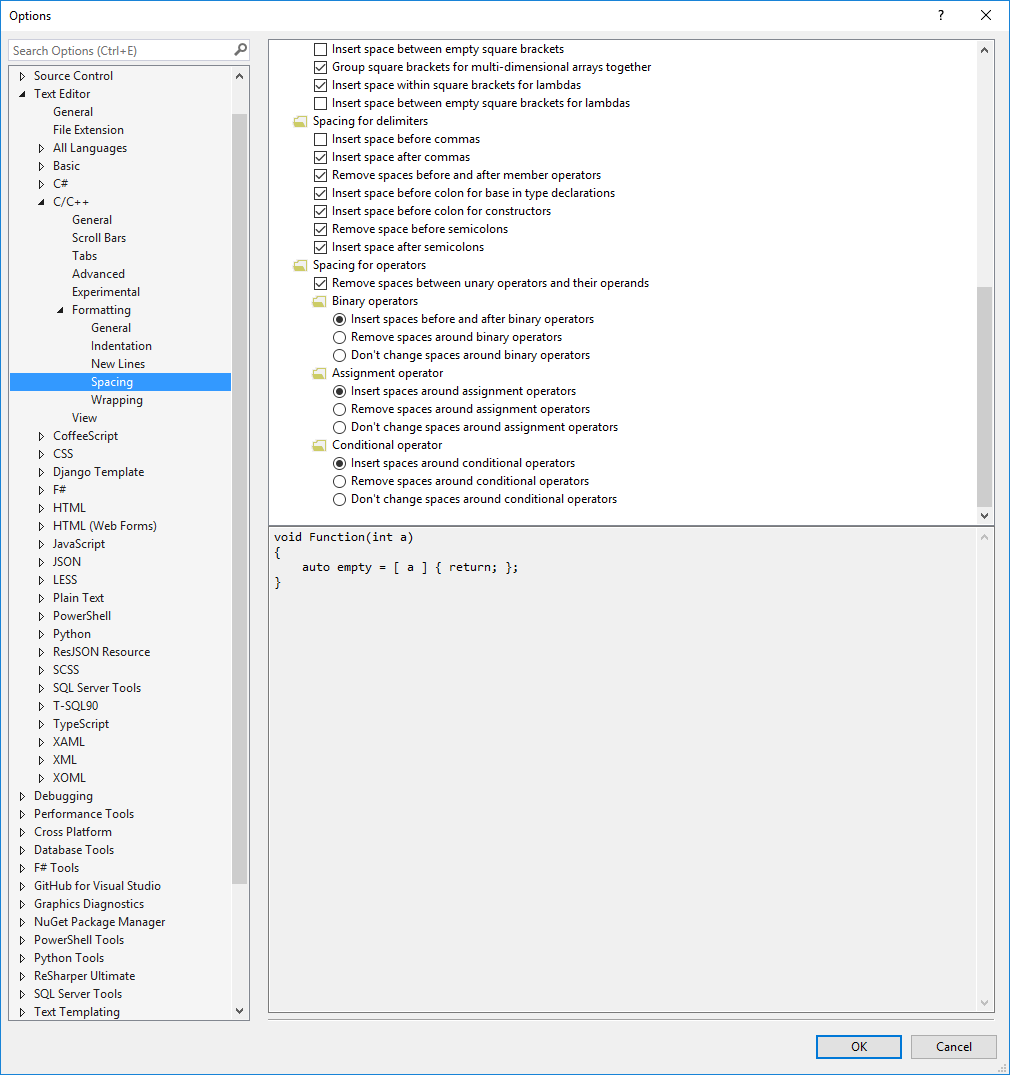 Options
?
Search Options (Ctrl+E)
Source Control
Text Editor
General
File Extension
All Languages
Basic
C#
C/C++
General
Scroll Bars
Tabs
Advanced
Experimental
Formatting
General
Indentation
New Lines
Spacing
Wrapping
View
CoffeeScript
CSS
Django Template
F#
HTML
HTML (Web Forms)
JavaScript
JSON
LESS
Plain Text
PowerShell
Python
ResJSON Resource
SCSS
SQL Server Tools
T-SQL90
TypeScript
XAML
XML
XOML
Debugging
Performance Tools
Cross Platform
Database Tools
F# Tools
GitHub for Visual Studio
Graphics Diagnostics
NuGet Package Manager
PowerShell Tools
Python Tools
ReSharper Ultimate
SQL Server Tools
Text Templating
Insert space between empty square brackets
Group square brackets for multi-dimensional arrays together
Insert space within square brackets for lambdas
Insert space between empty square brackets for lambdas
Spacing for delimiters
Insert space before commas
Insert space after commas
Remove spaces before and after member operators
Insert space before colon for base in type declarations
Insert space before colon for constructors
Remove space before semicolons
Insert space after semicolons
Spacing for operators
Remove spaces between unary operators and their operands
Binary operators
Insert spaces before and after binary operators
Remove spaces around binary operators
Don't change spaces around binary operators
Assignment operator
Insert spaces around assignment operators
Remove spaces around assignment operators
Don't change spaces around assignment operators
Conditional operator
Insert spaces around conditional operators
Remove spaces around conditional operators
Don't change spaces around conditional operators
void Function(int a)
{
    auto empty = [ a ] { return; };
}
OK
Cancel